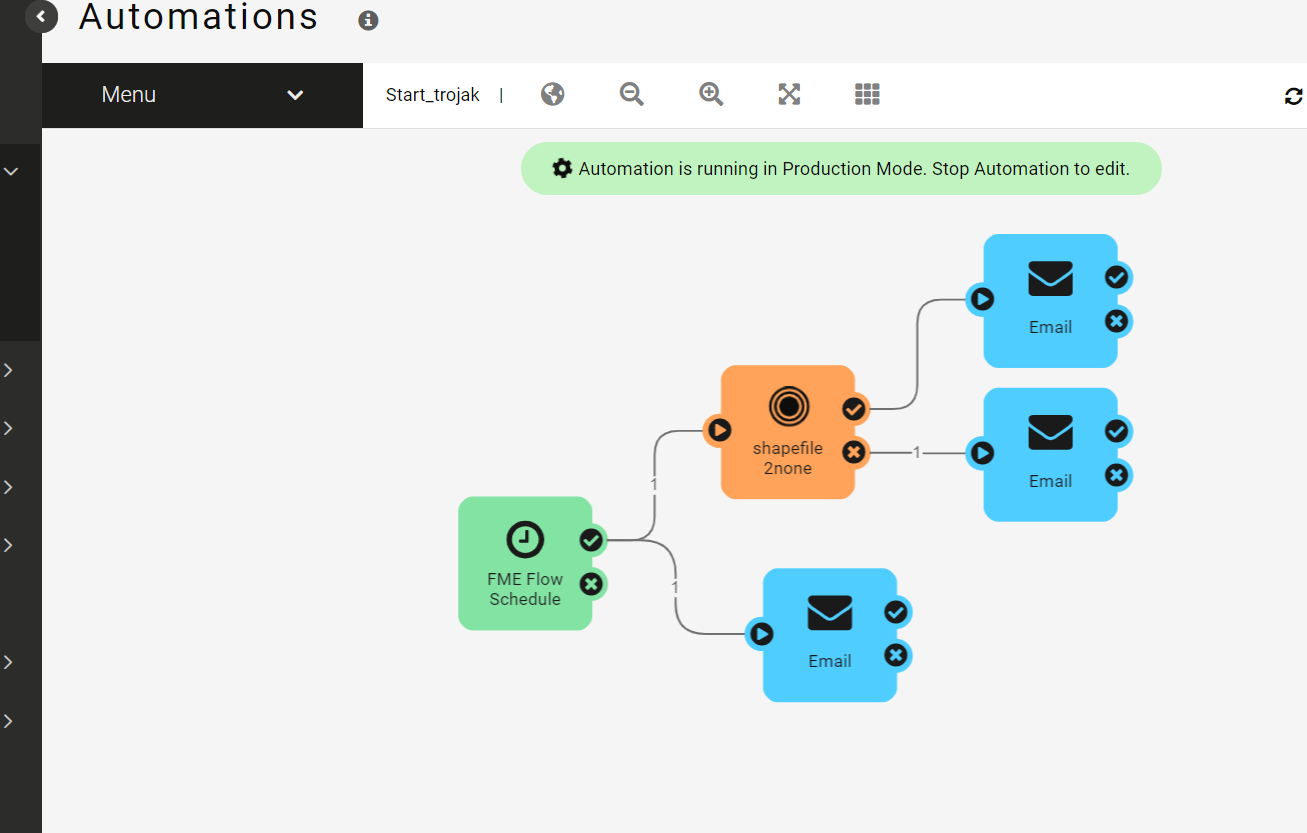 Automations
Menu
Start_trojak |
Automation is running in Production Mode. Stop Automation to edit.
Email
shapefile
2none
1
Email
1
FME Flow
Schedule
1
Email